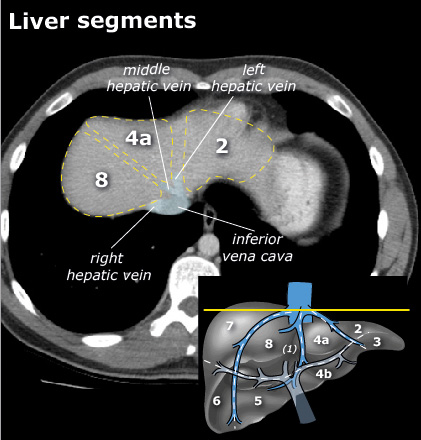 Liver segments
middle
hepatic vein
left
hepatic vein
4a
2
8
right
hepatic vein
inferior
vena cava
7
8
(1)
4a
2
3
4b
6
5